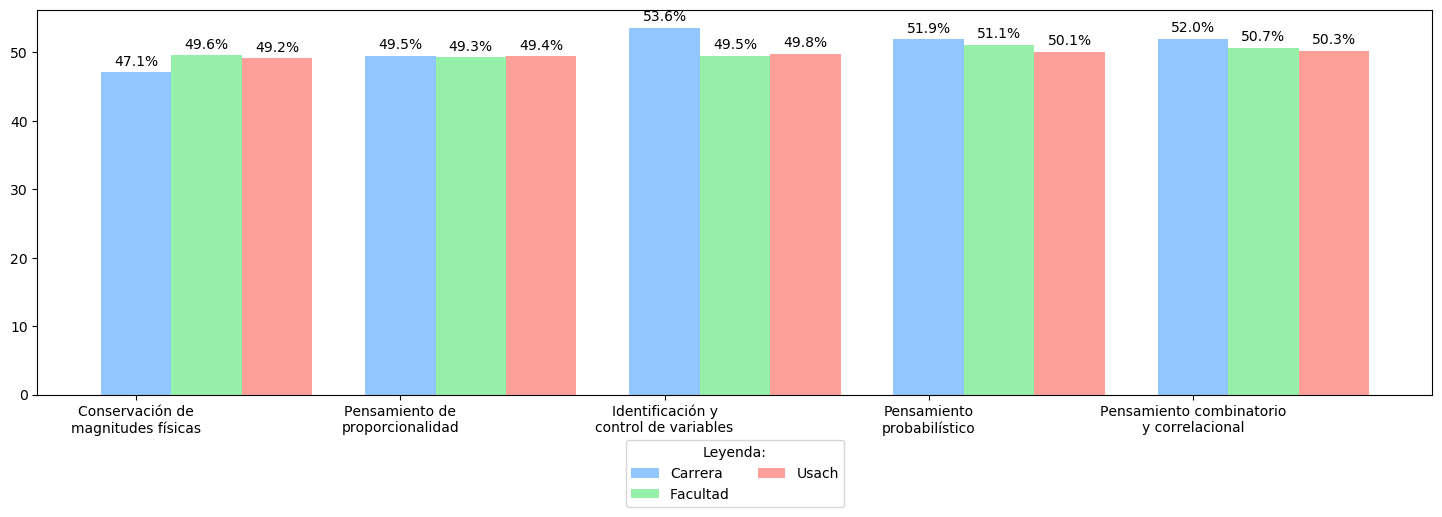 53.6%
51.9%
52.0%
51.1%
50.7%
50.3%
50.1%
49.6%
49.2%
49.5%
49.3%
49.4%
49.5%
49.8%
47.1%
50
40
30
20
10
0
Conservación de
magnitudes físicas
Pensamiento de
proporcionalidad
Identificación y
control de variables
Pensamiento
probabilístico
Pensamiento combinatorio
y correlacional
Leyenda:
Carrera
Facultad
Usach